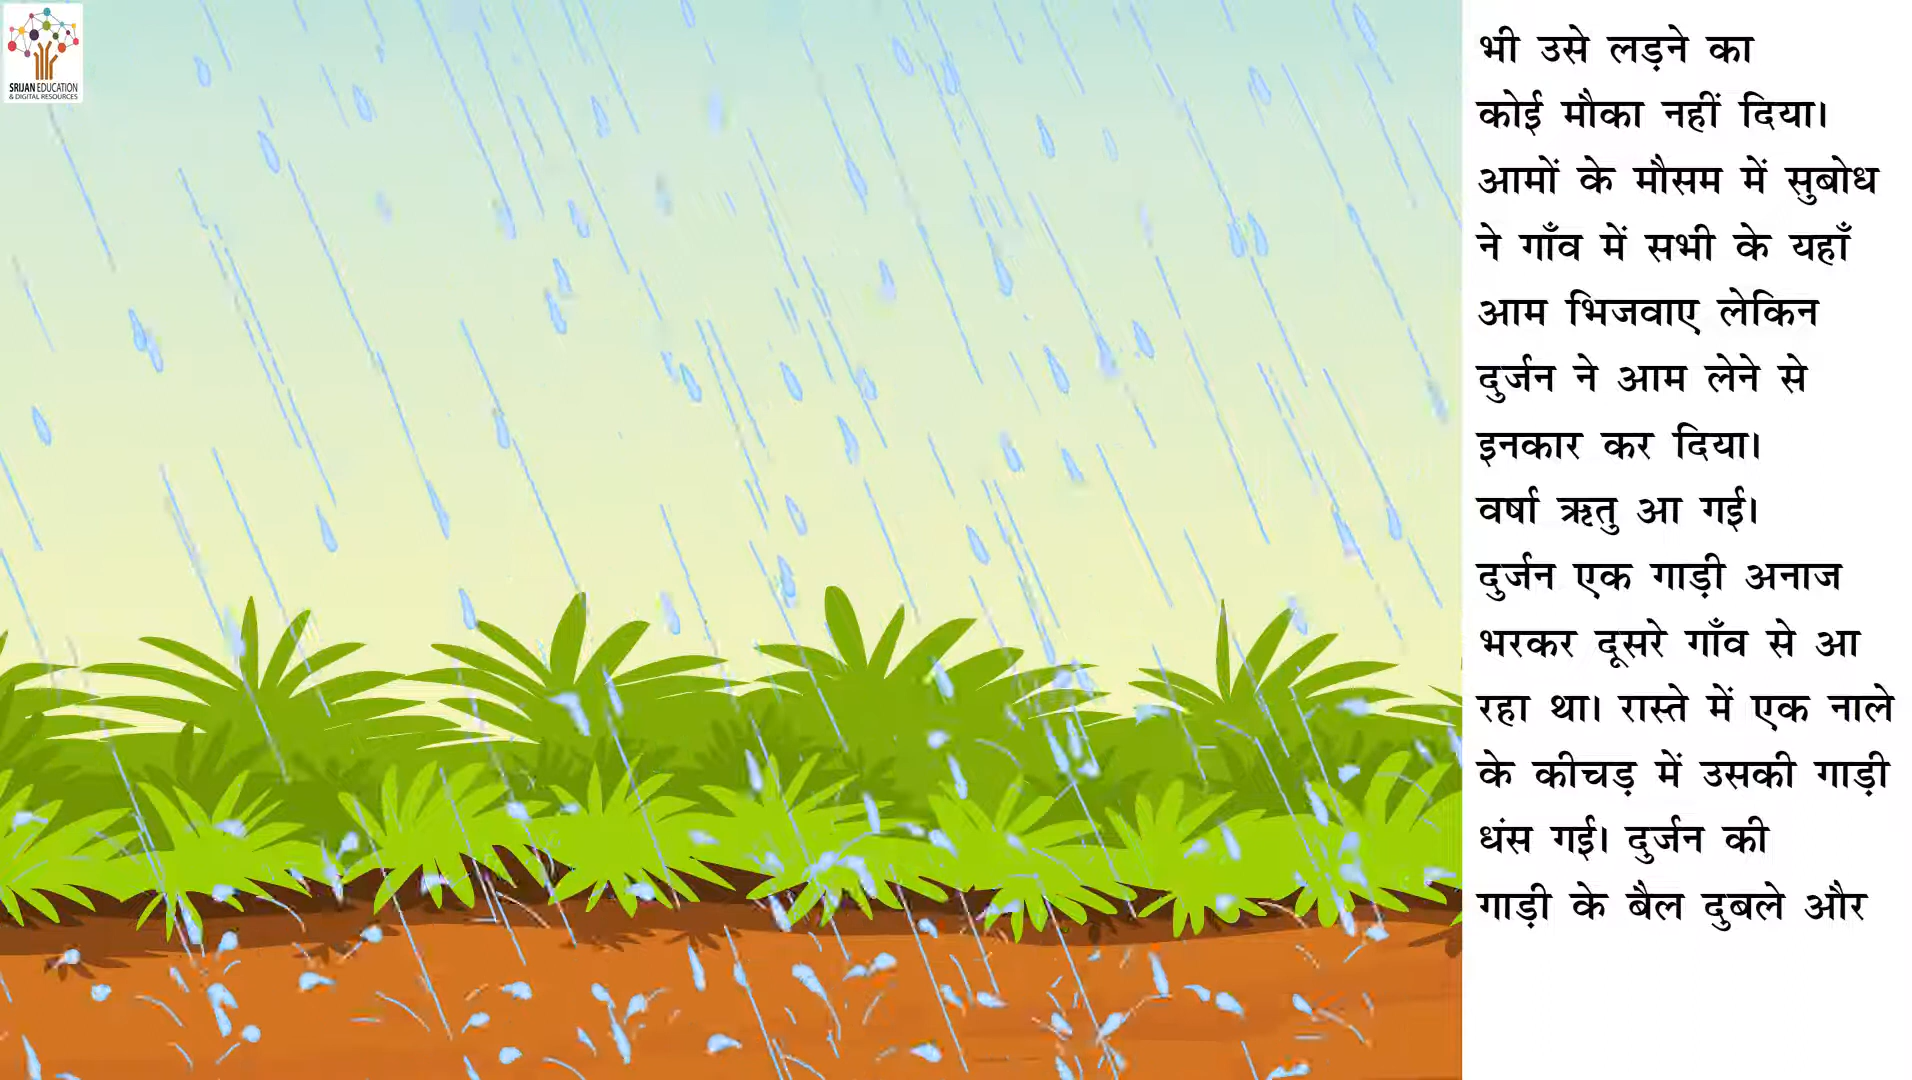 SRIJAN EDUCATION
& DIGITAL RESOURCES
भी उसे लड़ने का
कोई मौका नहीं दिया।
आमों के मौसम में सुबोध
ने गाँव में सभी के यहाँ
आम भिजवाए लेकिन
दुर्जन ने आम लेने से
इनकार कर दिया।
वर्षा ऋतु आ गई।
दुर्जन एक गाड़ी अनाज
भरकर दूसरे गाँव से आ
रहा था। रास्ते में एक नाले
के कीचड़ में उसकी गाड़ी
धंस गई। दुर्जन की
गाड़ी के बैल दुबले और